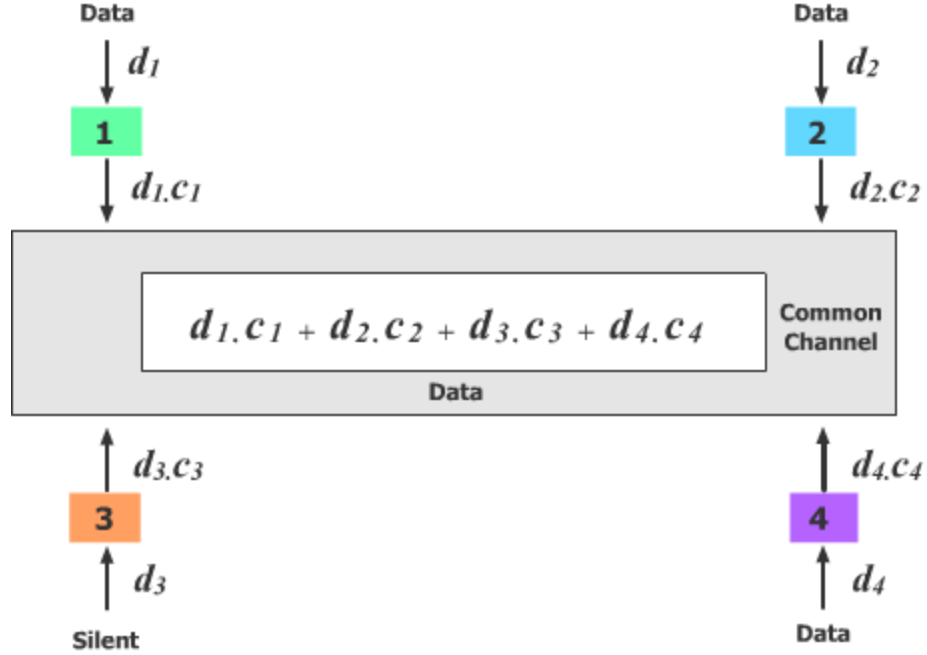 Data Data
d1 d2
1 2
d1.c1 d2.c2
d1.c1 + d2.c2 + d3.c3 + d4.c4
Common
Channel
Data
d3.c3 d4.c4
3 4
d3 d4
Silent Data